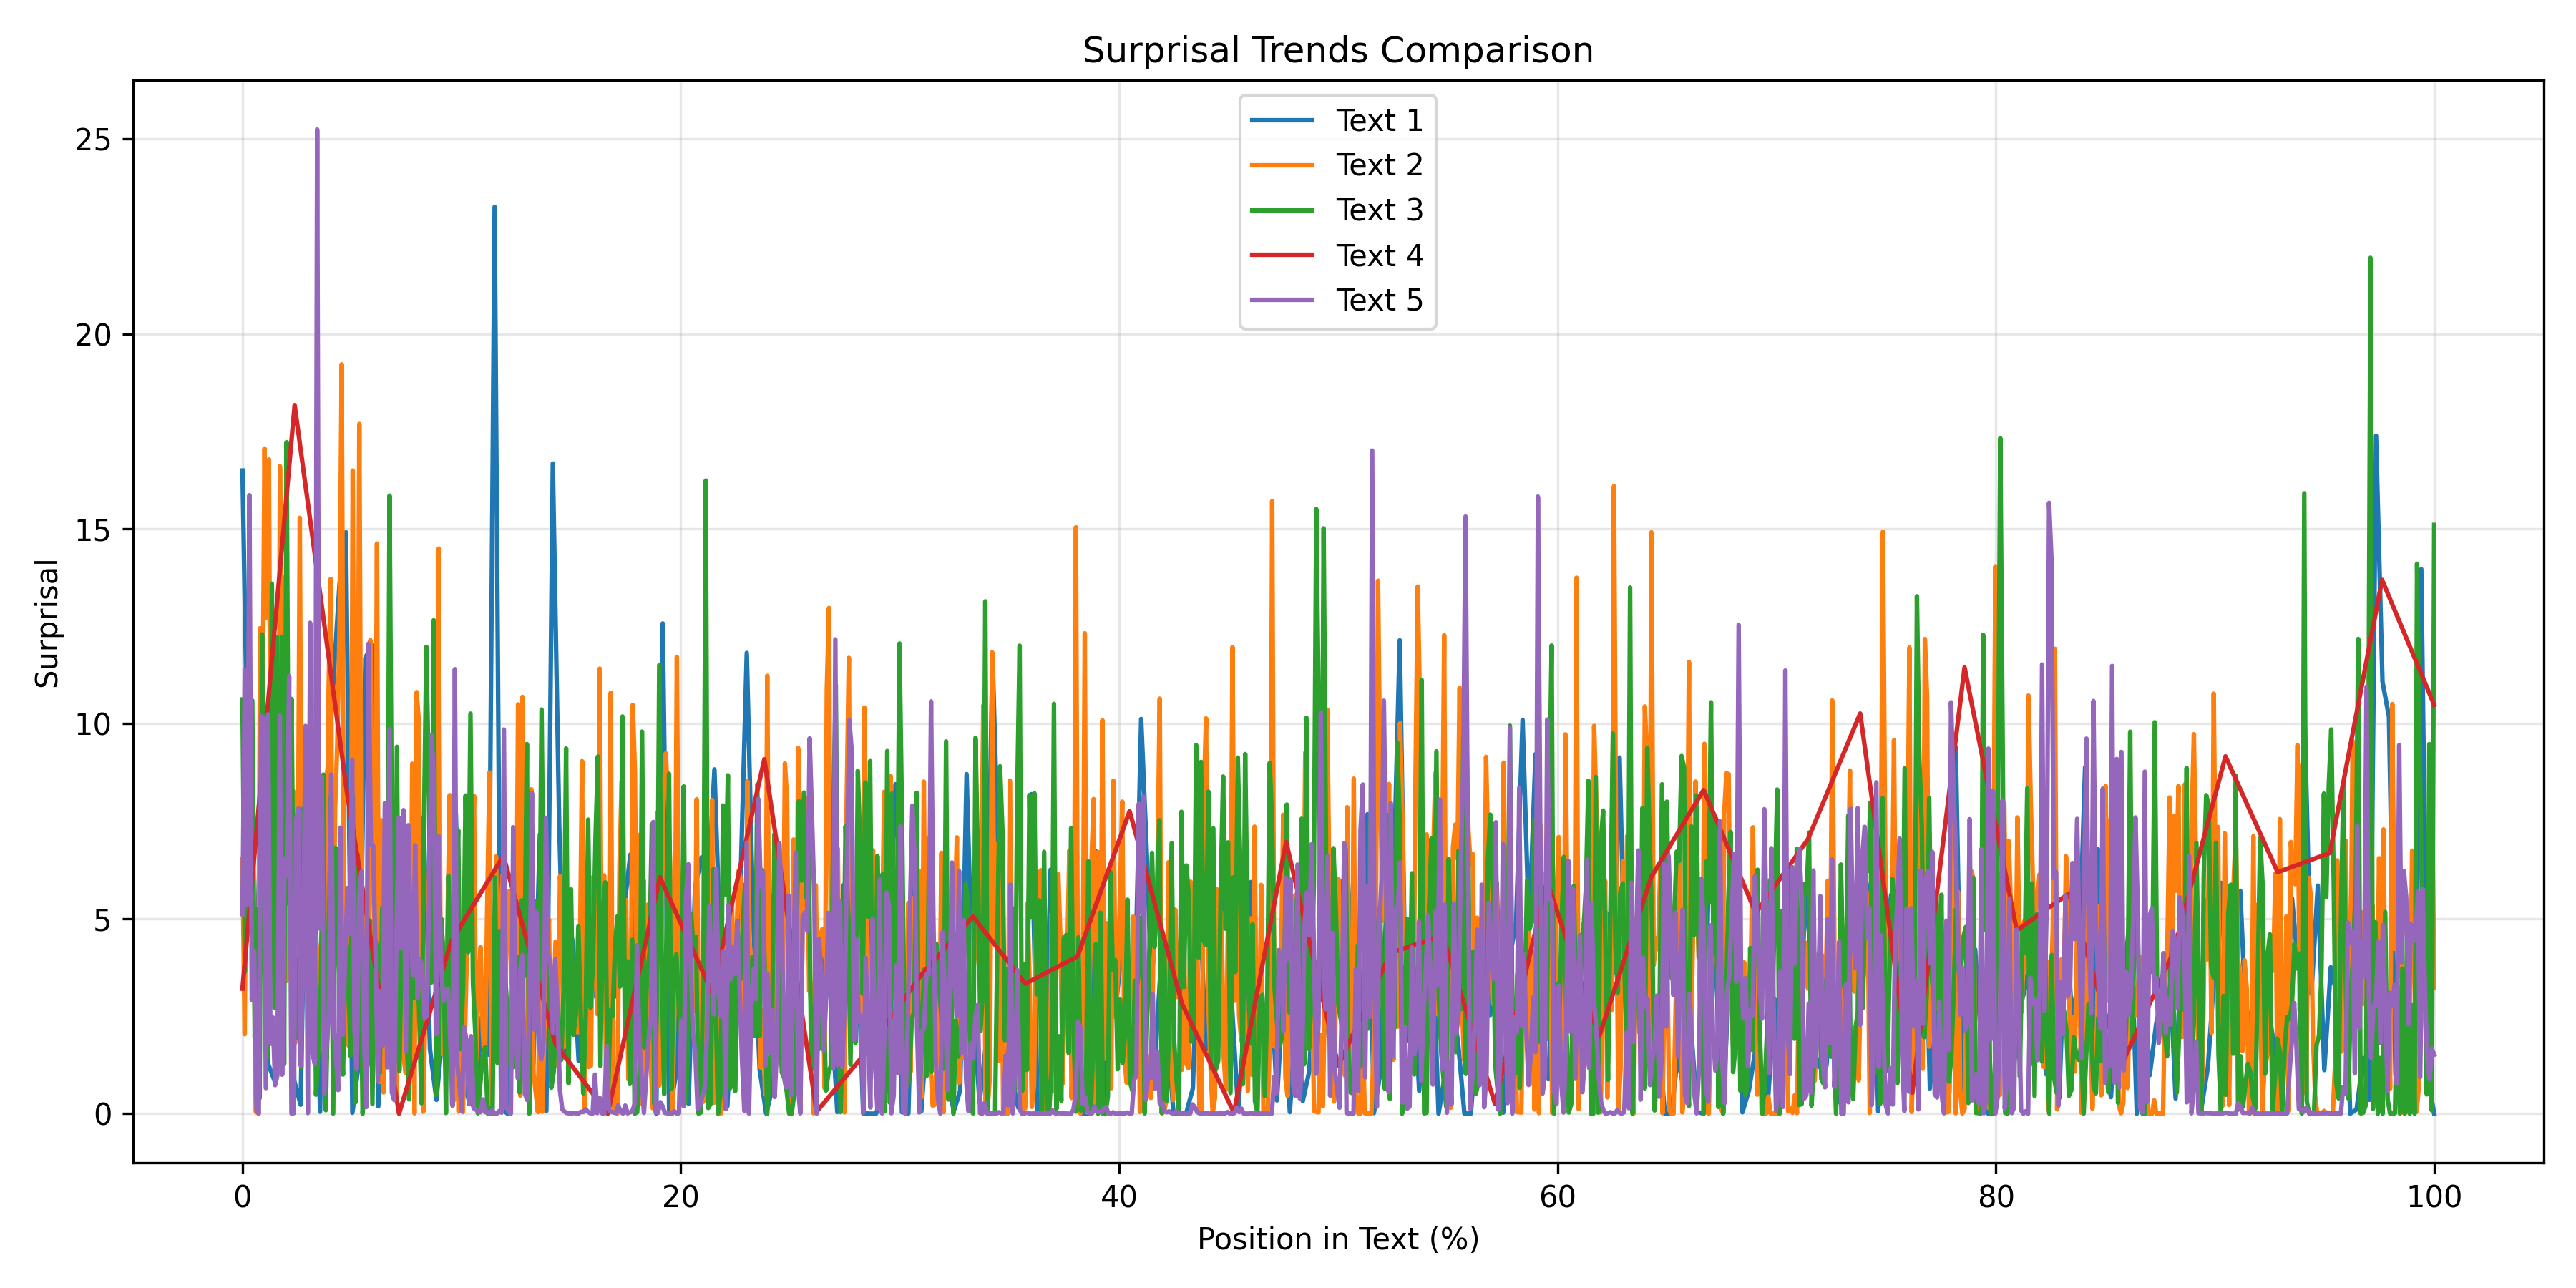 Surprisal Trends Comparison
Text 1
Text 2
Text 3
Text 4
Text 5
Surprisal
25
20
15
10
5
0
0 20 40 60 80 100
Position in Text (%)